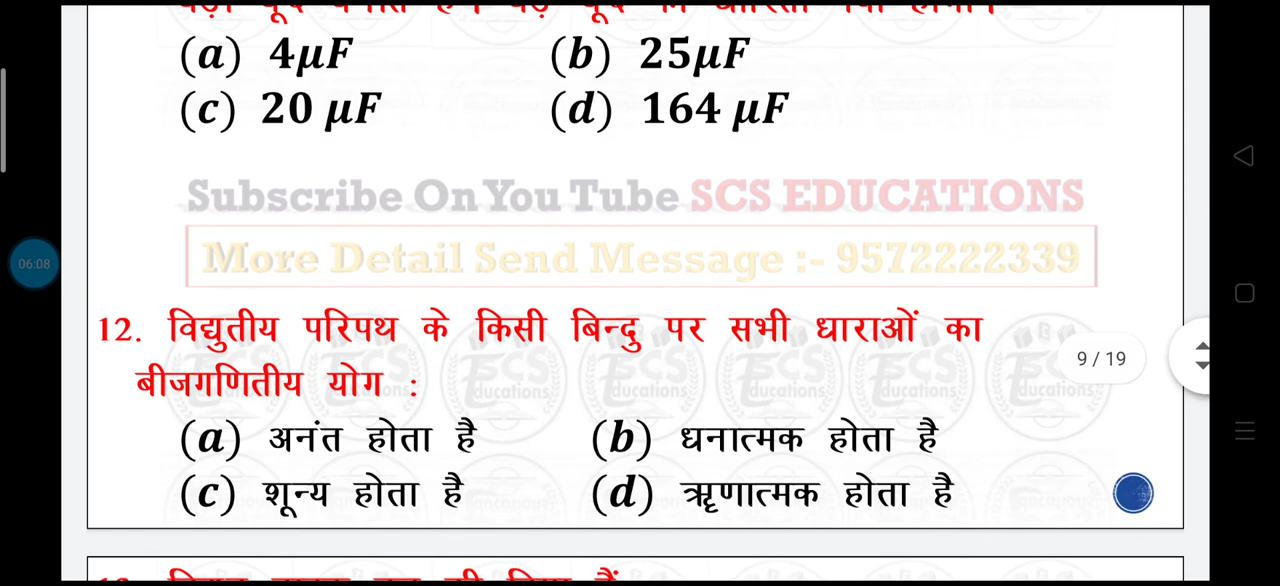 (a) 4μF (b) 25μF
(c) 20 μF (d) 164 μF
Subscribe On You Tube SCS EDUCATIONS
More Detail Send Message :- 9572222339
06:08
12. विद्युतीय परिपथ के किसी बिन्दु पर सभी धाराओं का
9 / 19
बीजगणितीय योग :
(a) अनंत होता है (b) धनात्मक होता है
(c) शून्य होता है (d) ऋृणात्मक होता है